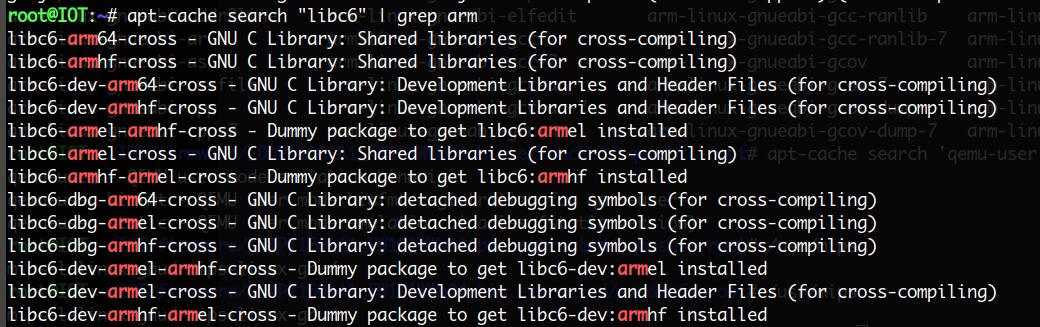 root@IOT:~# apt-cache search "libc6" | grep arm
libc6-arm64-cross - GNU C Library: Shared libraries (for cross-compiling)
libc6-armhf-cross - GNU C Library: Shared libraries (for cross-compiling)
libc6-dev-arm64-cross - GNU C Library: Development Libraries and Header Files (for cross-compiling)
libc6-dev-armhf-cross - GNU C Library: Development Libraries and Header Files (for cross-compiling)
libc6-armel-armhf-cross - Dummy package to get libc6:armel installed
libc6-armel-cross - GNU C Library: Shared libraries (for cross-compiling)
libc6-armhf-armel-cross - Dummy package to get libc6:armhf installed
libc6-dbg-arm64-cross - GNU C Library: detached debugging symbols (for cross-compiling)
libc6-dbg-armel-cross - GNU C Library: detached debugging symbols (for cross-compiling)
libc6-dbg-armhf-cross - GNU C Library: detached debugging symbols (for cross-compiling)
libc6-dev-armel-armhf-cross - Dummy package to get libc6-dev:armel installed
libc6-dev-armel-cross - GNU C Library: Development Libraries and Header Files (for cross-compiling)
libc6-dev-armhf-armel-cross - Dummy package to get libc6-dev:armhf installed